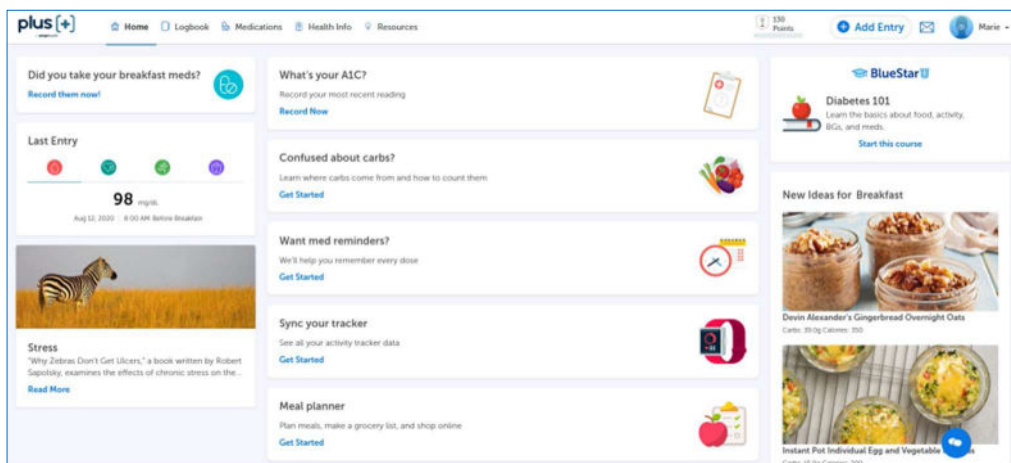 plus [+]
Home Logbook Medications Health Info Resources
130
Points
Add Entry
Marie
Did you take your breakfast meds?
Record them now!
Last Entry
98 mg/dL
Aug 12, 2020 | 8:00 AM Before Breakfast
Stress
"Why Zebras Don't Get Ulcers," a book written by Robert
Sapolsky, examines the effects of chronic stress on the...
Read More
What's your A1C?
Record your most recent reading
Record Now
Confused about carbs?
Learn where carbs come from and how to count them
Get Started
Want med reminders?
We'll help you remember every dose
Get Started
Sync your tracker
See all your activity tracker data
Get Started
Meal planner
Plan meals, make a grocery list, and shop online
Get Started
BlueStar
Diabetes 101
Learn the basics about food, activity,
BGs, and meds.
Start this course
New Ideas for Breakfast
Devin Alexander's Gingerbread Overnight Oats
Carbs: 39.0g Calories: 350
Instant Pot Individual Egg and Vegetable